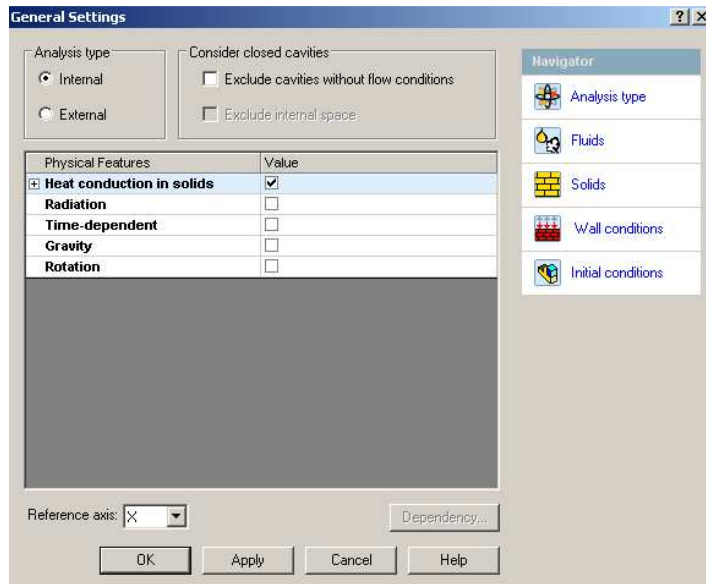 General Settings
Analysis type
Internal
External
Consider closed cavities
Exclude cavities without flow conditions
Exclude internal space
Physical Features Value
Heat conduction in solids
Radiation
Time-dependent
Gravity
Rotation
Reference axis: X
Dependency...
OK Apply Cancel Help
Navigator
Analysis type
Fluids
Solids
Wall conditions
Initial conditions